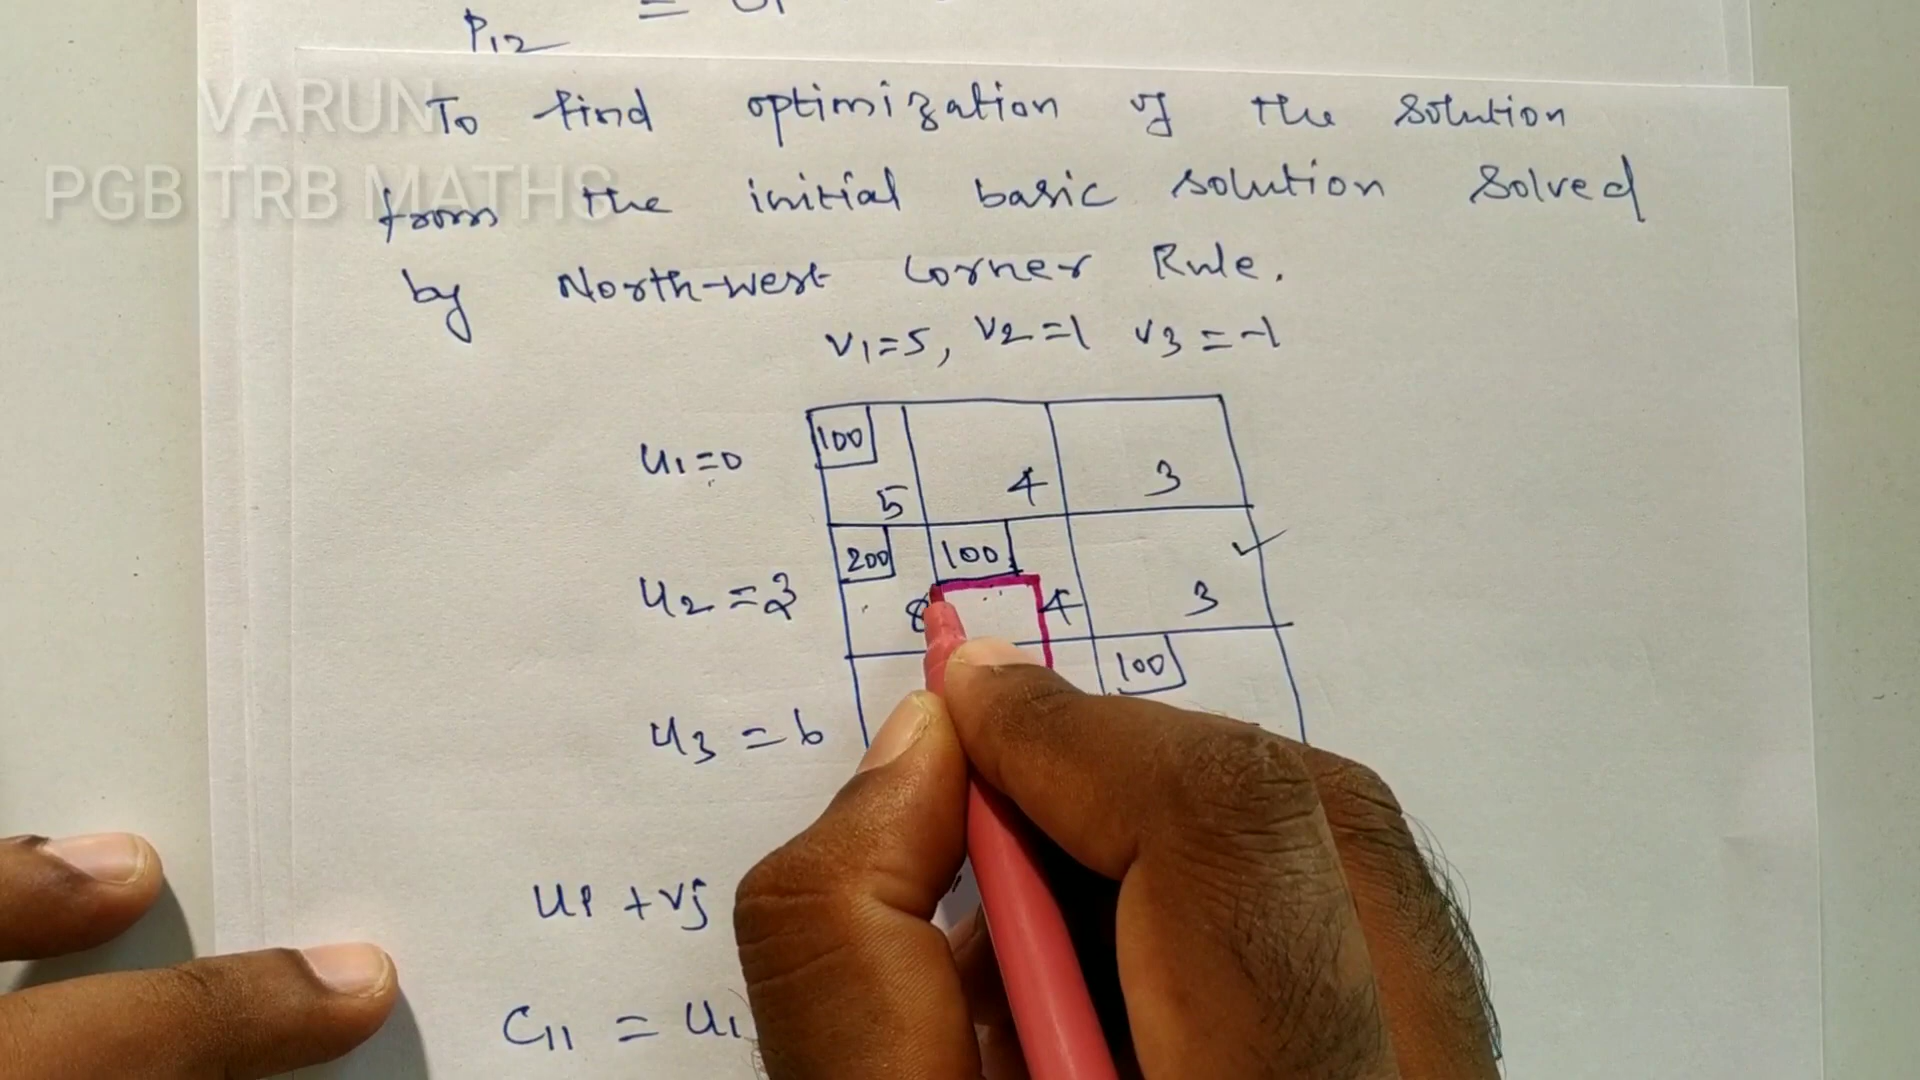 P12 =
VARUN
PGB TRB MATHS
To find optimization of the solution
from the initial basic solution solved
by North-west Corner Rule.
V1=5, V2=1 V3=-1
U1=0 100 5 4 3
U2=3 200 8 100 4 3 ✓
U3=6 100
Ui+Vj
C11 = U1